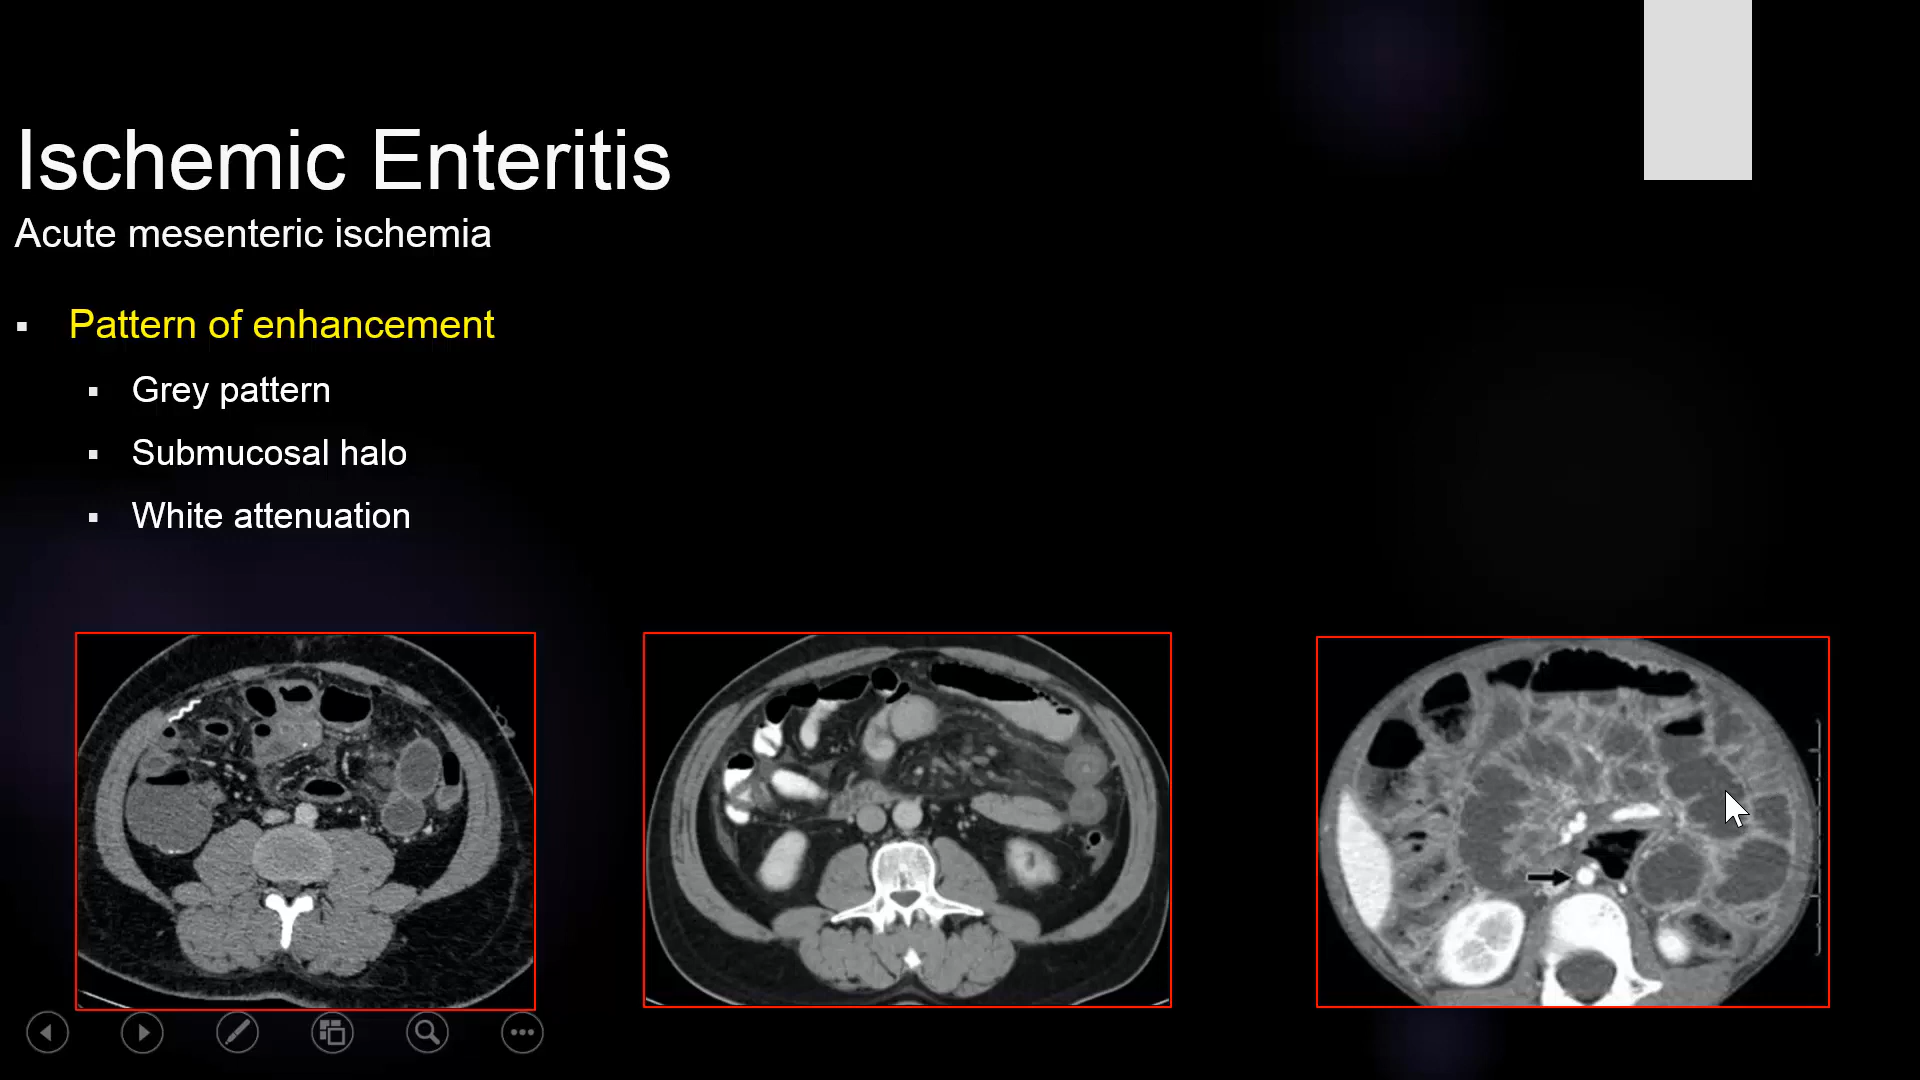 Ischemic Enteritis
Acute mesenteric ischemia
Pattern of enhancement
Grey pattern
Submucosal halo
White attenuation